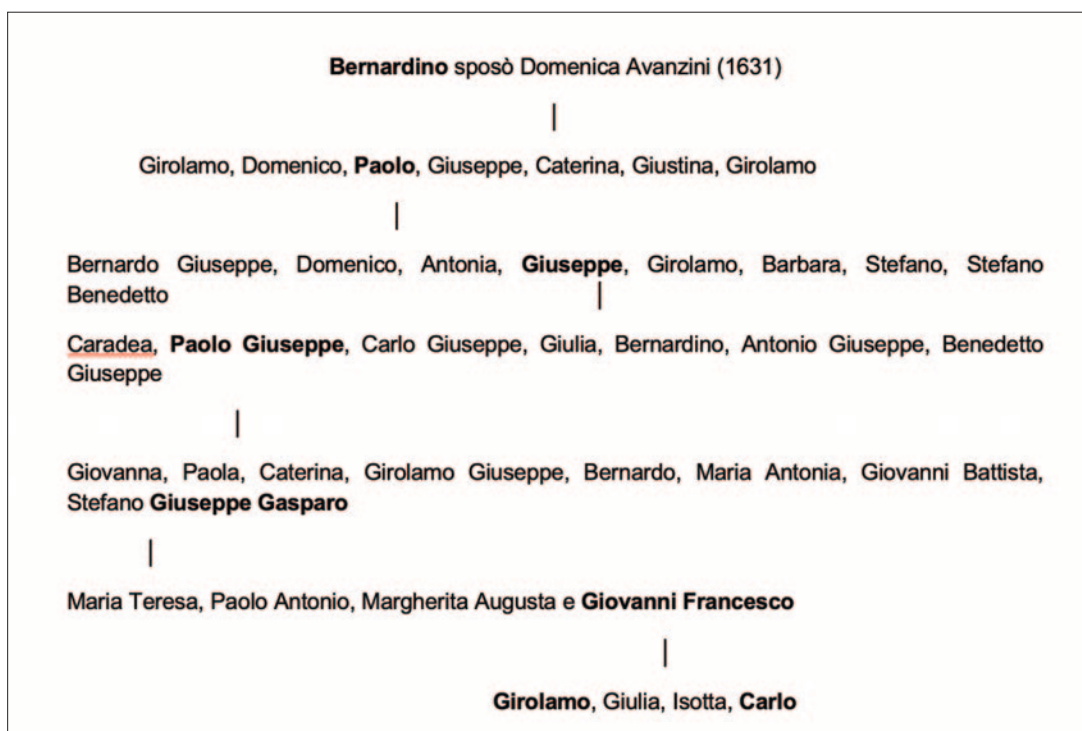 Bernardino sposò Domenica Avanzini (1631)
Girolamo, Domenico, Paolo, Giuseppe, Caterina, Giustina, Girolamo
Bernardo Giuseppe, Domenico, Antonia, Giuseppe, Girolamo, Barbara, Stefano, Stefano
Benedetto
Caradea, Paolo Giuseppe, Carlo Giuseppe, Giulia, Bernardino, Antonio Giuseppe, Benedetto
Giuseppe
Giovanna, Paola, Caterina, Girolamo Giuseppe, Bernardo, Maria Antonia, Giovanni Battista,
Stefano Giuseppe Gasparo
Maria Teresa, Paolo Antonio, Margherita Augusta e Giovanni Francesco
Girolamo, Giulia, Isotta, Carlo